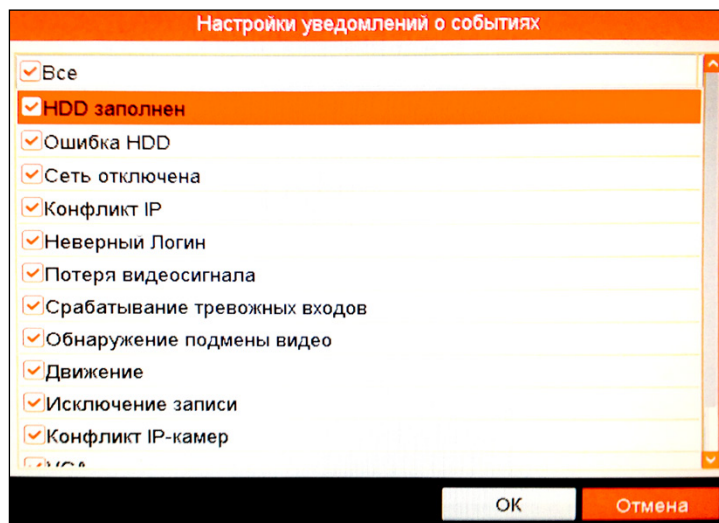 Настройки уведомлений о событиях
Все
HDD заполнен
Ошибка HDD
Сеть отключена
Конфликт IP
Неверный Логин
Потеря видеосигнала
Срабатывание тревожных входов
Обнаружение подмены видео
Движение
Исключение записи
Конфликт IP-камер
ОК
Отмена